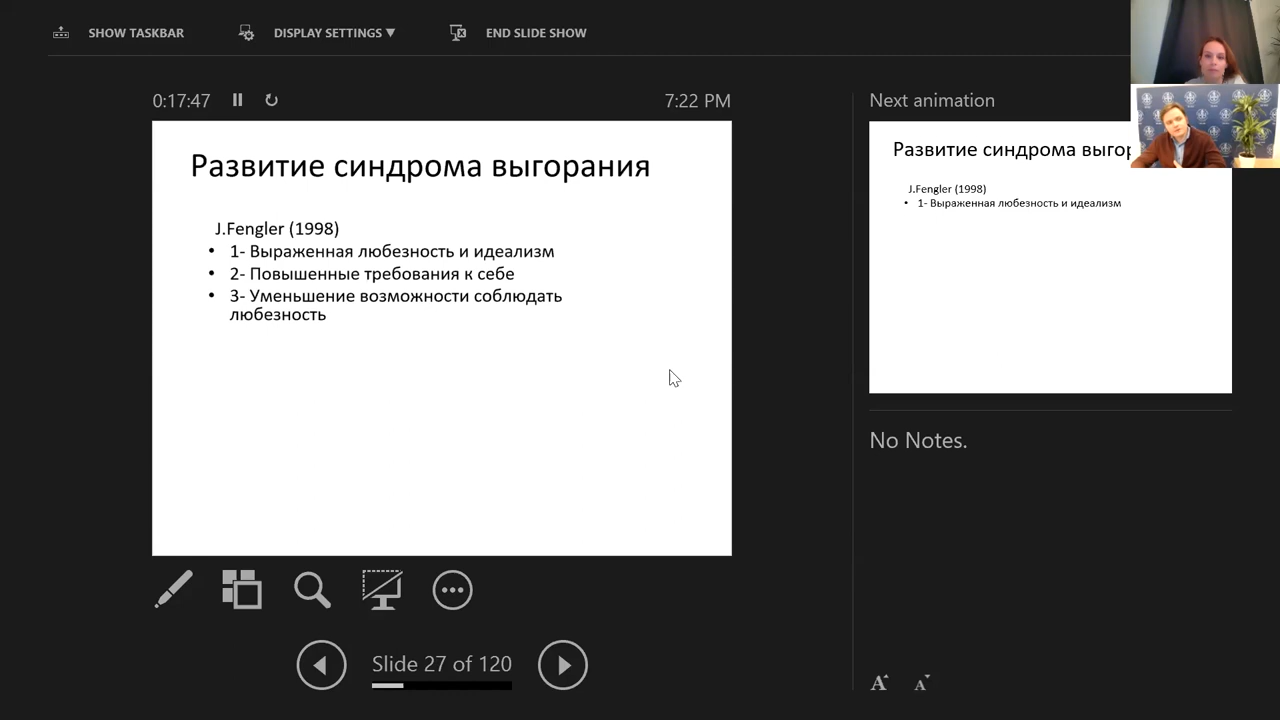 SHOW TASKBAR
DISPLAY SETTINGS ▼
END SLIDE SHOW
0:17:47
7:22 PM
Развитие синдрома выгорания
J.Fengler (1998)
• 1- Выраженная любезность и идеализм
• 2- Повышенные требования к себе
• 3- Уменьшение возможности соблюдать
любезность
Slide 27 of 120
Next animation
Развитие синдрома выгор
J.Fengler (1998)
• 1- Выраженная любезность и идеализм
No Notes.
A A